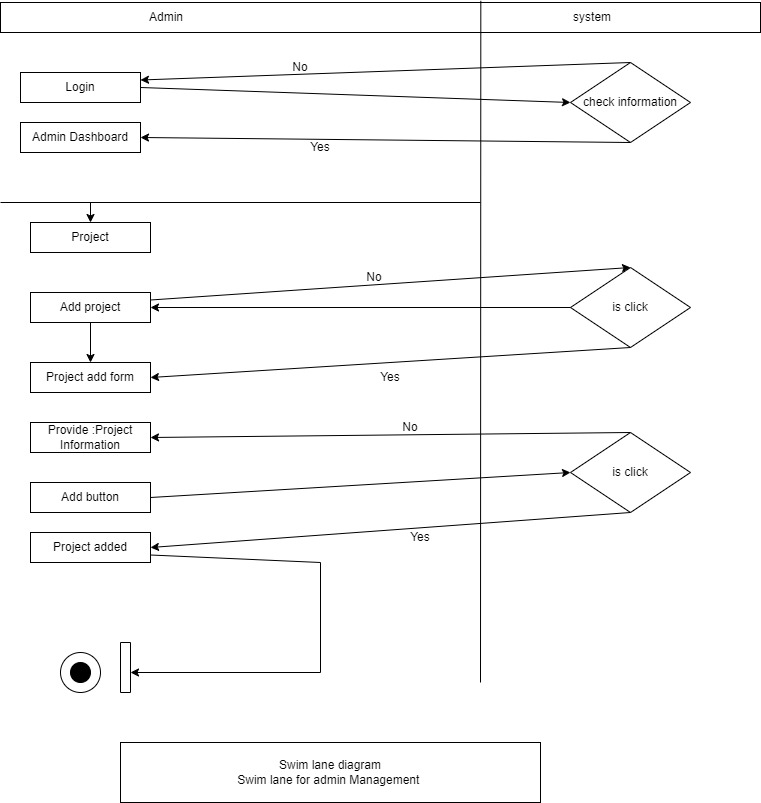 Admin
system
No
Login
check information
Admin Dashboard
Yes
Project
No
Add project
is click
Project add form
Yes
Provide :Project
Information
No
is click
Add button
Project added
Yes
Swim lane diagram
Swim lane for admin Management